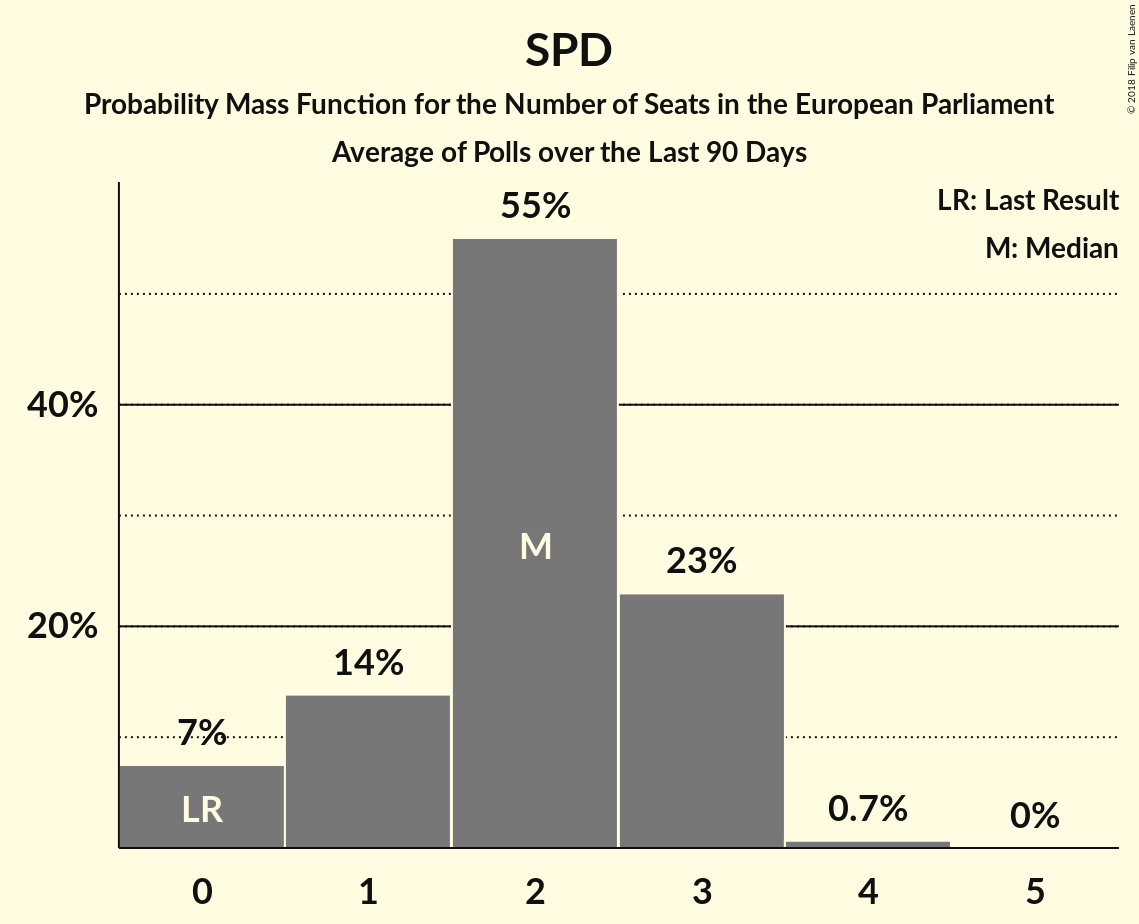 SPD
Probability Mass Function for the Number of Seats in the European Parliament
Average of Polls over the Last 90 Days
© 2018 Filip van Laenen
LR: Last Result
M: Median
55%
40%
M
23%
20%
14%
7%
LR
0.7%
0%
0 1 2 3 4 5